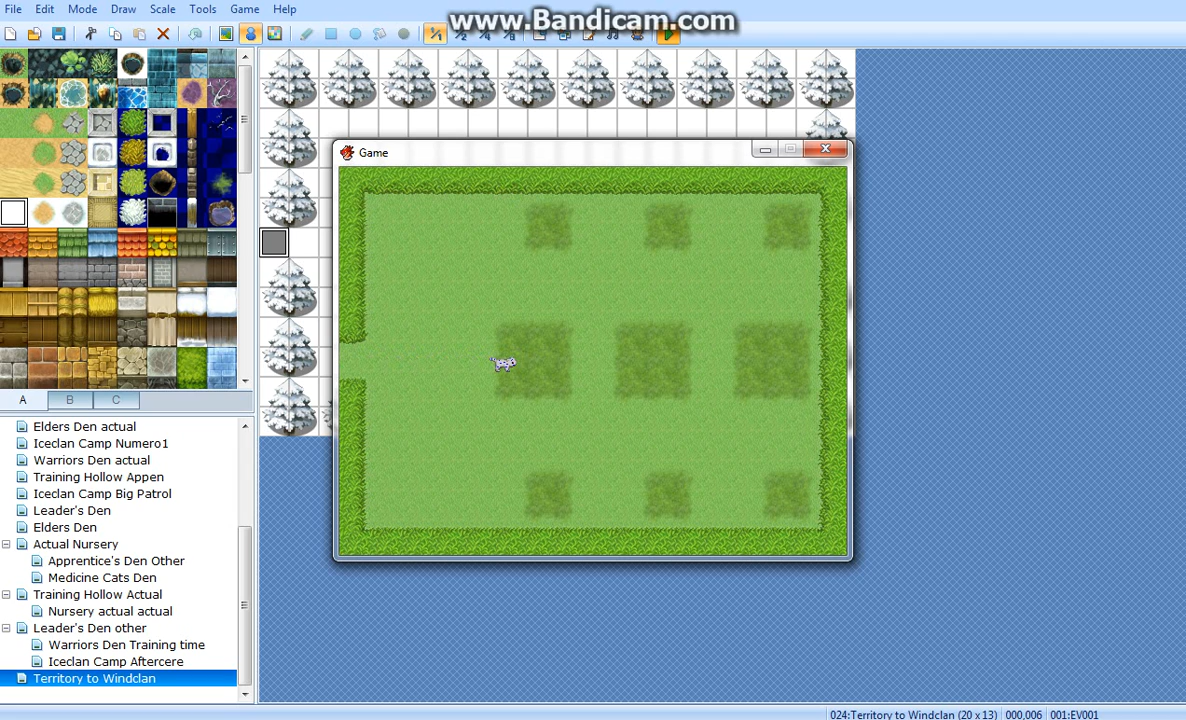 File Edit Mode Draw Scale Tools Game Help
www.Bandicam.com
Game
A B C
Elders Den actual
Iceclan Camp Numero1
Warriors Den actual
Training Hollow Appen
Iceclan Camp Big Patrol
Leader's Den
Elders Den
Actual Nursery
Apprentice's Den Other
Medicine Cats Den
Training Hollow Actual
Nursery actual actual
Leader's Den other
Warriors Den Training time
Iceclan Camp Aftercere
Territory to Windclan
024:Territory to Windclan (20 x 13) 000,006 001:EV001